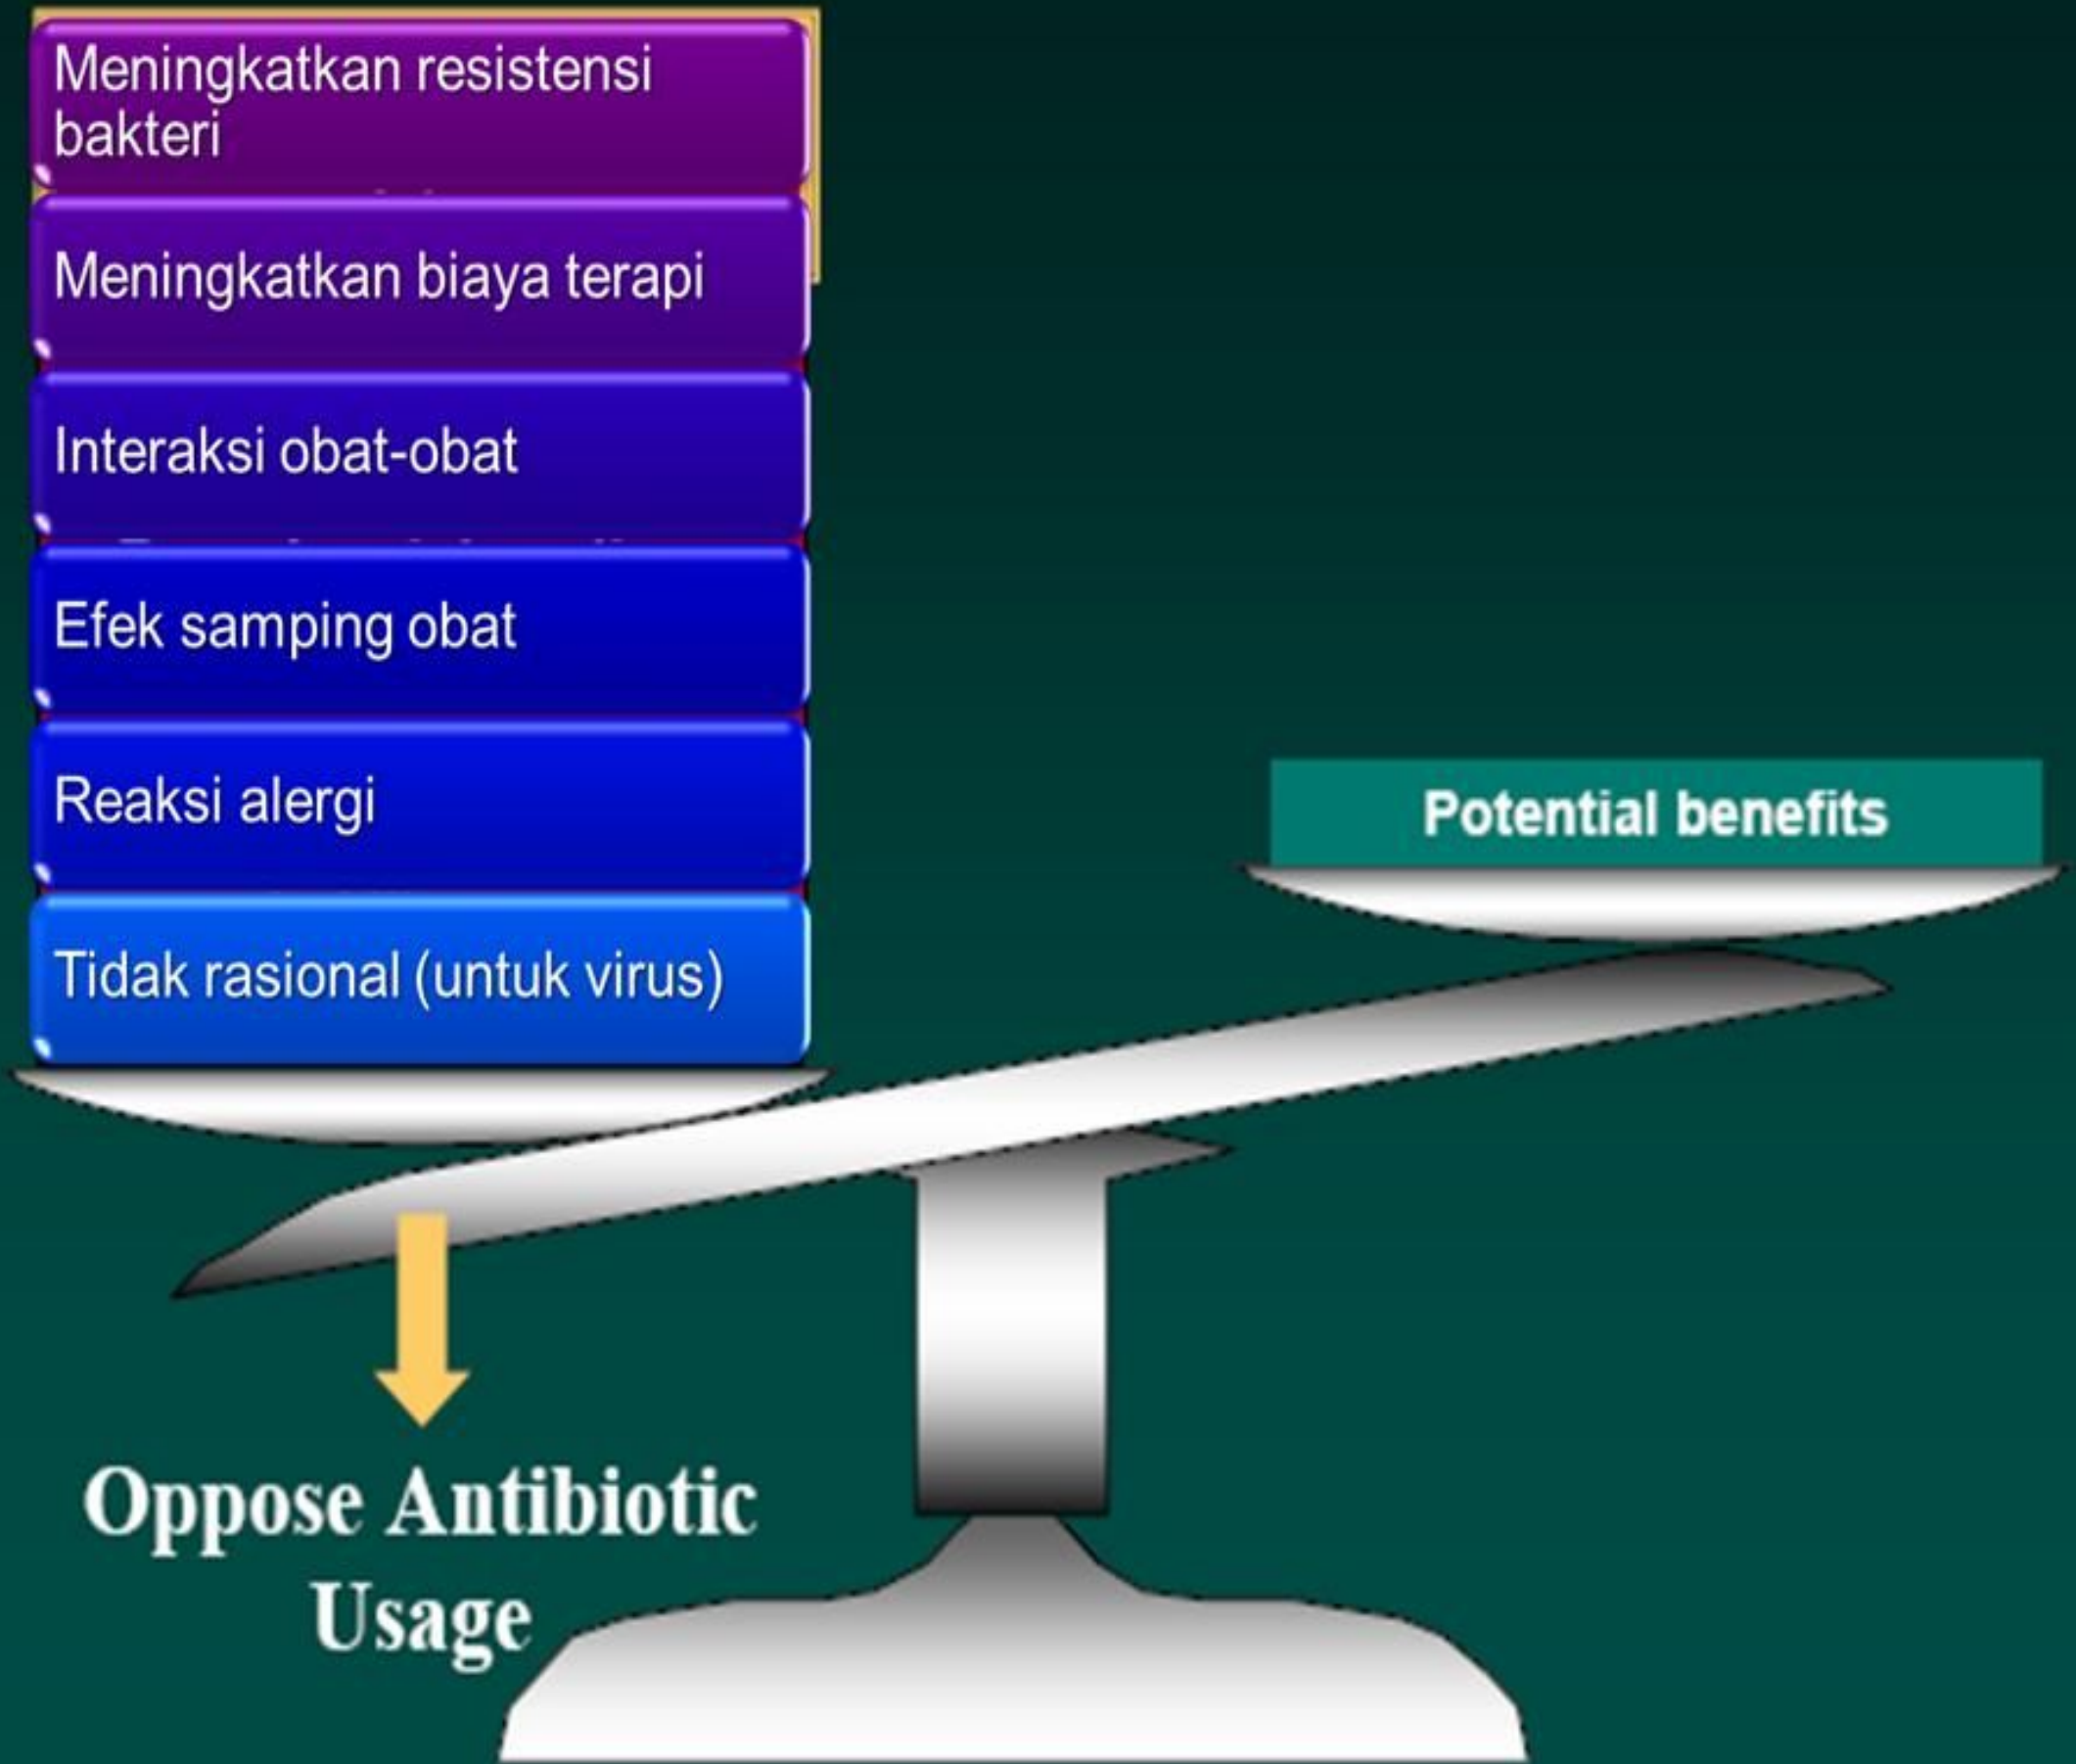 Meningkatkan resistensi
bakteri
Meningkatkan biaya terapi
Interaksi obat-obat
Efek samping obat
Reaksi alergi
Tidak rasional (untuk virus)
Potential benefits
Oppose Antibiotic
Usage